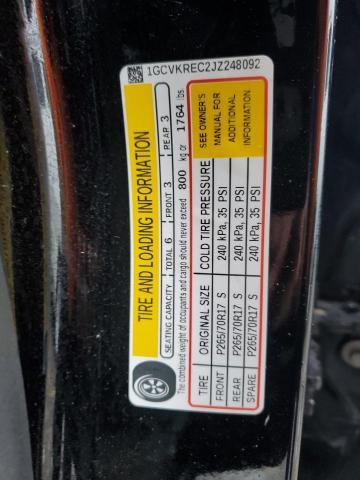 1GCVKREC2JZ248092
TIRE AND LOADING INFORMATION
SEATING CAPACITY TOTAL 6 FRONT 3 REAR 3
The combined weight of occupants and cargo should never exceed 800 kg or 1764 lbs.
TIRE ORIGINAL SIZE COLD TIRE PRESSURE SEE OWNER'S
FRONT P265/70R17 S 240 kPa, 35 PSI MANUAL FOR
REAR P265/70R17 S 240 kPa, 35 PSI ADDITIONAL
SPARE P265/70R17 S 240 kPa, 35 PSI INFORMATION